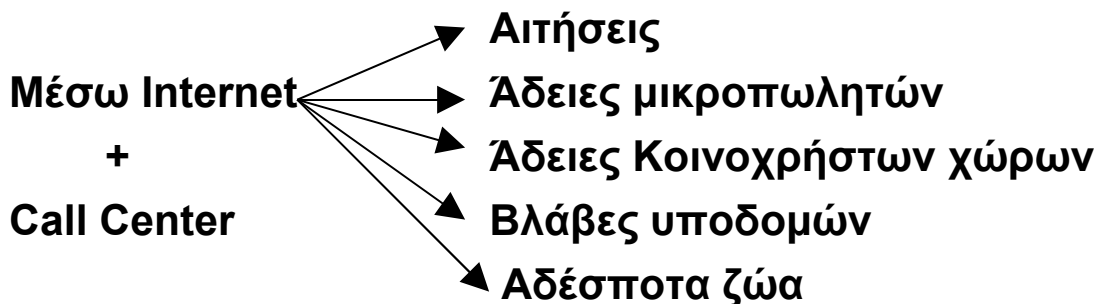 Αιτήσεις
Μέσω Internet
Άδειες μικροπωλητών
+
Άδειες Κοινοχρήστων χώρων
Call Center
Βλάβες υποδομών
Αδέσποτα ζώα